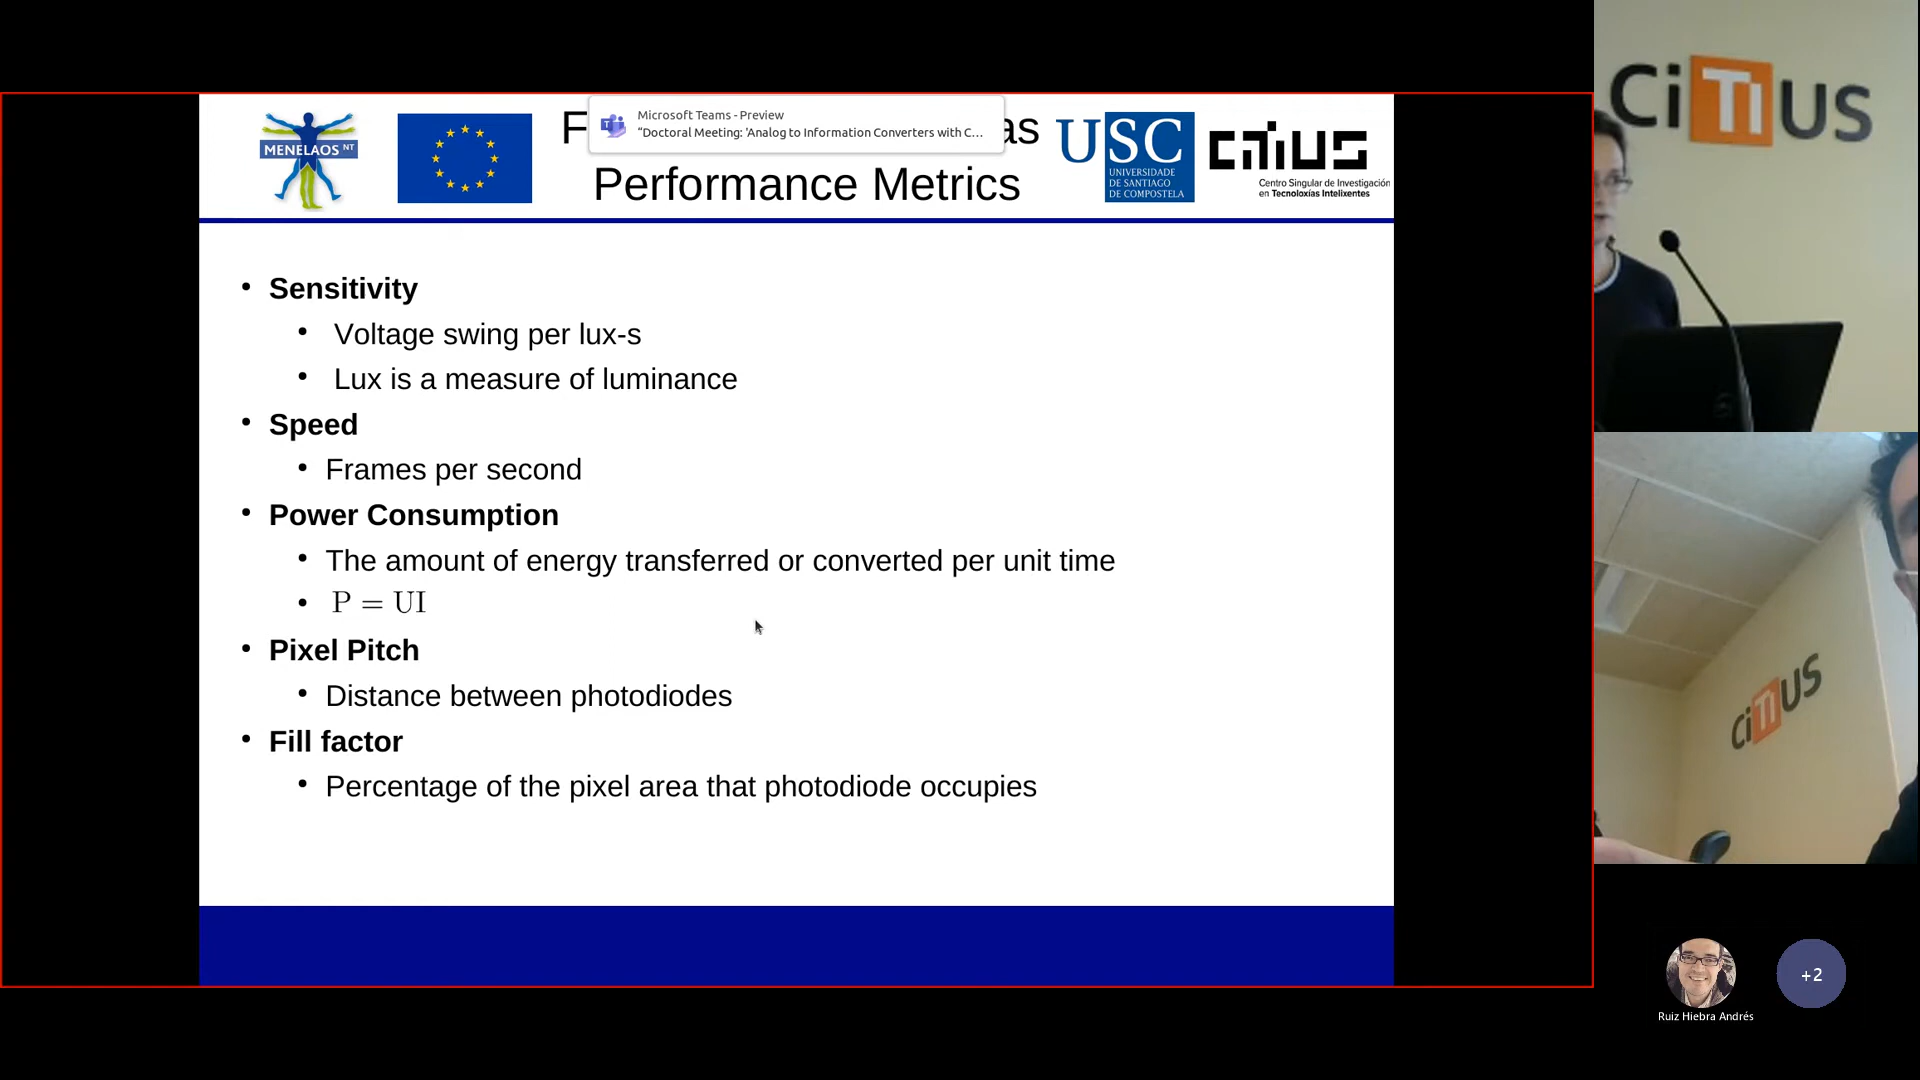 Microsoft Teams - Preview
"Doctoral Meeting: 'Analog to Information Converters with C...
Performance Metrics
MENELAOS NT
USC
UNIVERSIDADE
DE SANTIAGO
DE COMPOSTELA
CiTIUS
Centro Singular de Investigación
en Tecnoloxías Intelixentes
• Sensitivity
• Voltage swing per lux-s
• Lux is a measure of luminance
• Speed
• Frames per second
• Power Consumption
• The amount of energy transferred or converted per unit time
• P = UI
• Pixel Pitch
• Distance between photodiodes
• Fill factor
• Percentage of the pixel area that photodiode occupies
CiTIUS
CiTIUS
Ruiz Hiebra Andrés
+2